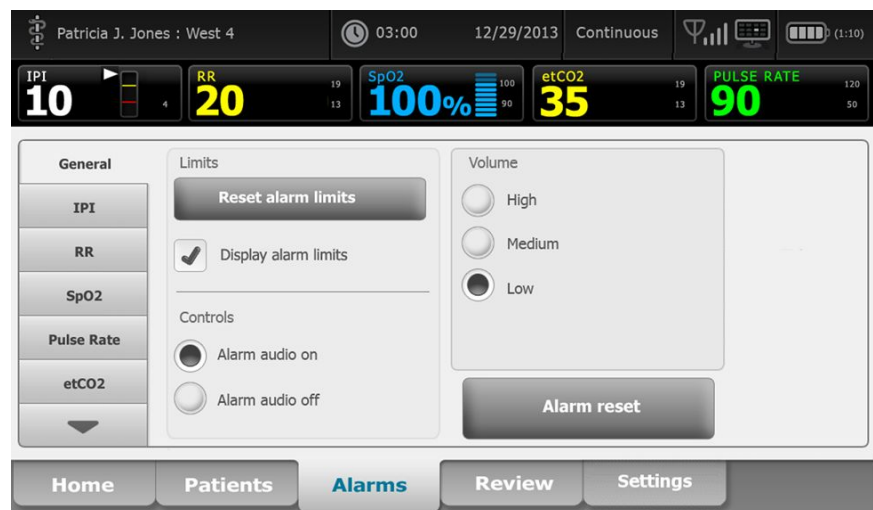 Patricia J. Jones : West 4
03:00
12/29/2013
Continuous
(1:10)
IPI
10
4
RR
20
19
13
SpO2
100%
100
90
etCO2
35
19
13
PULSE RATE
90
120
50
General
IPI
RR
SpO2
Pulse Rate
etCO2
Limits
Reset alarm limits
Display alarm limits
Controls
Alarm audio on
Alarm audio off
Volume
High
Medium
Low
Alarm reset
Home
Patients
Alarms
Review
Settings